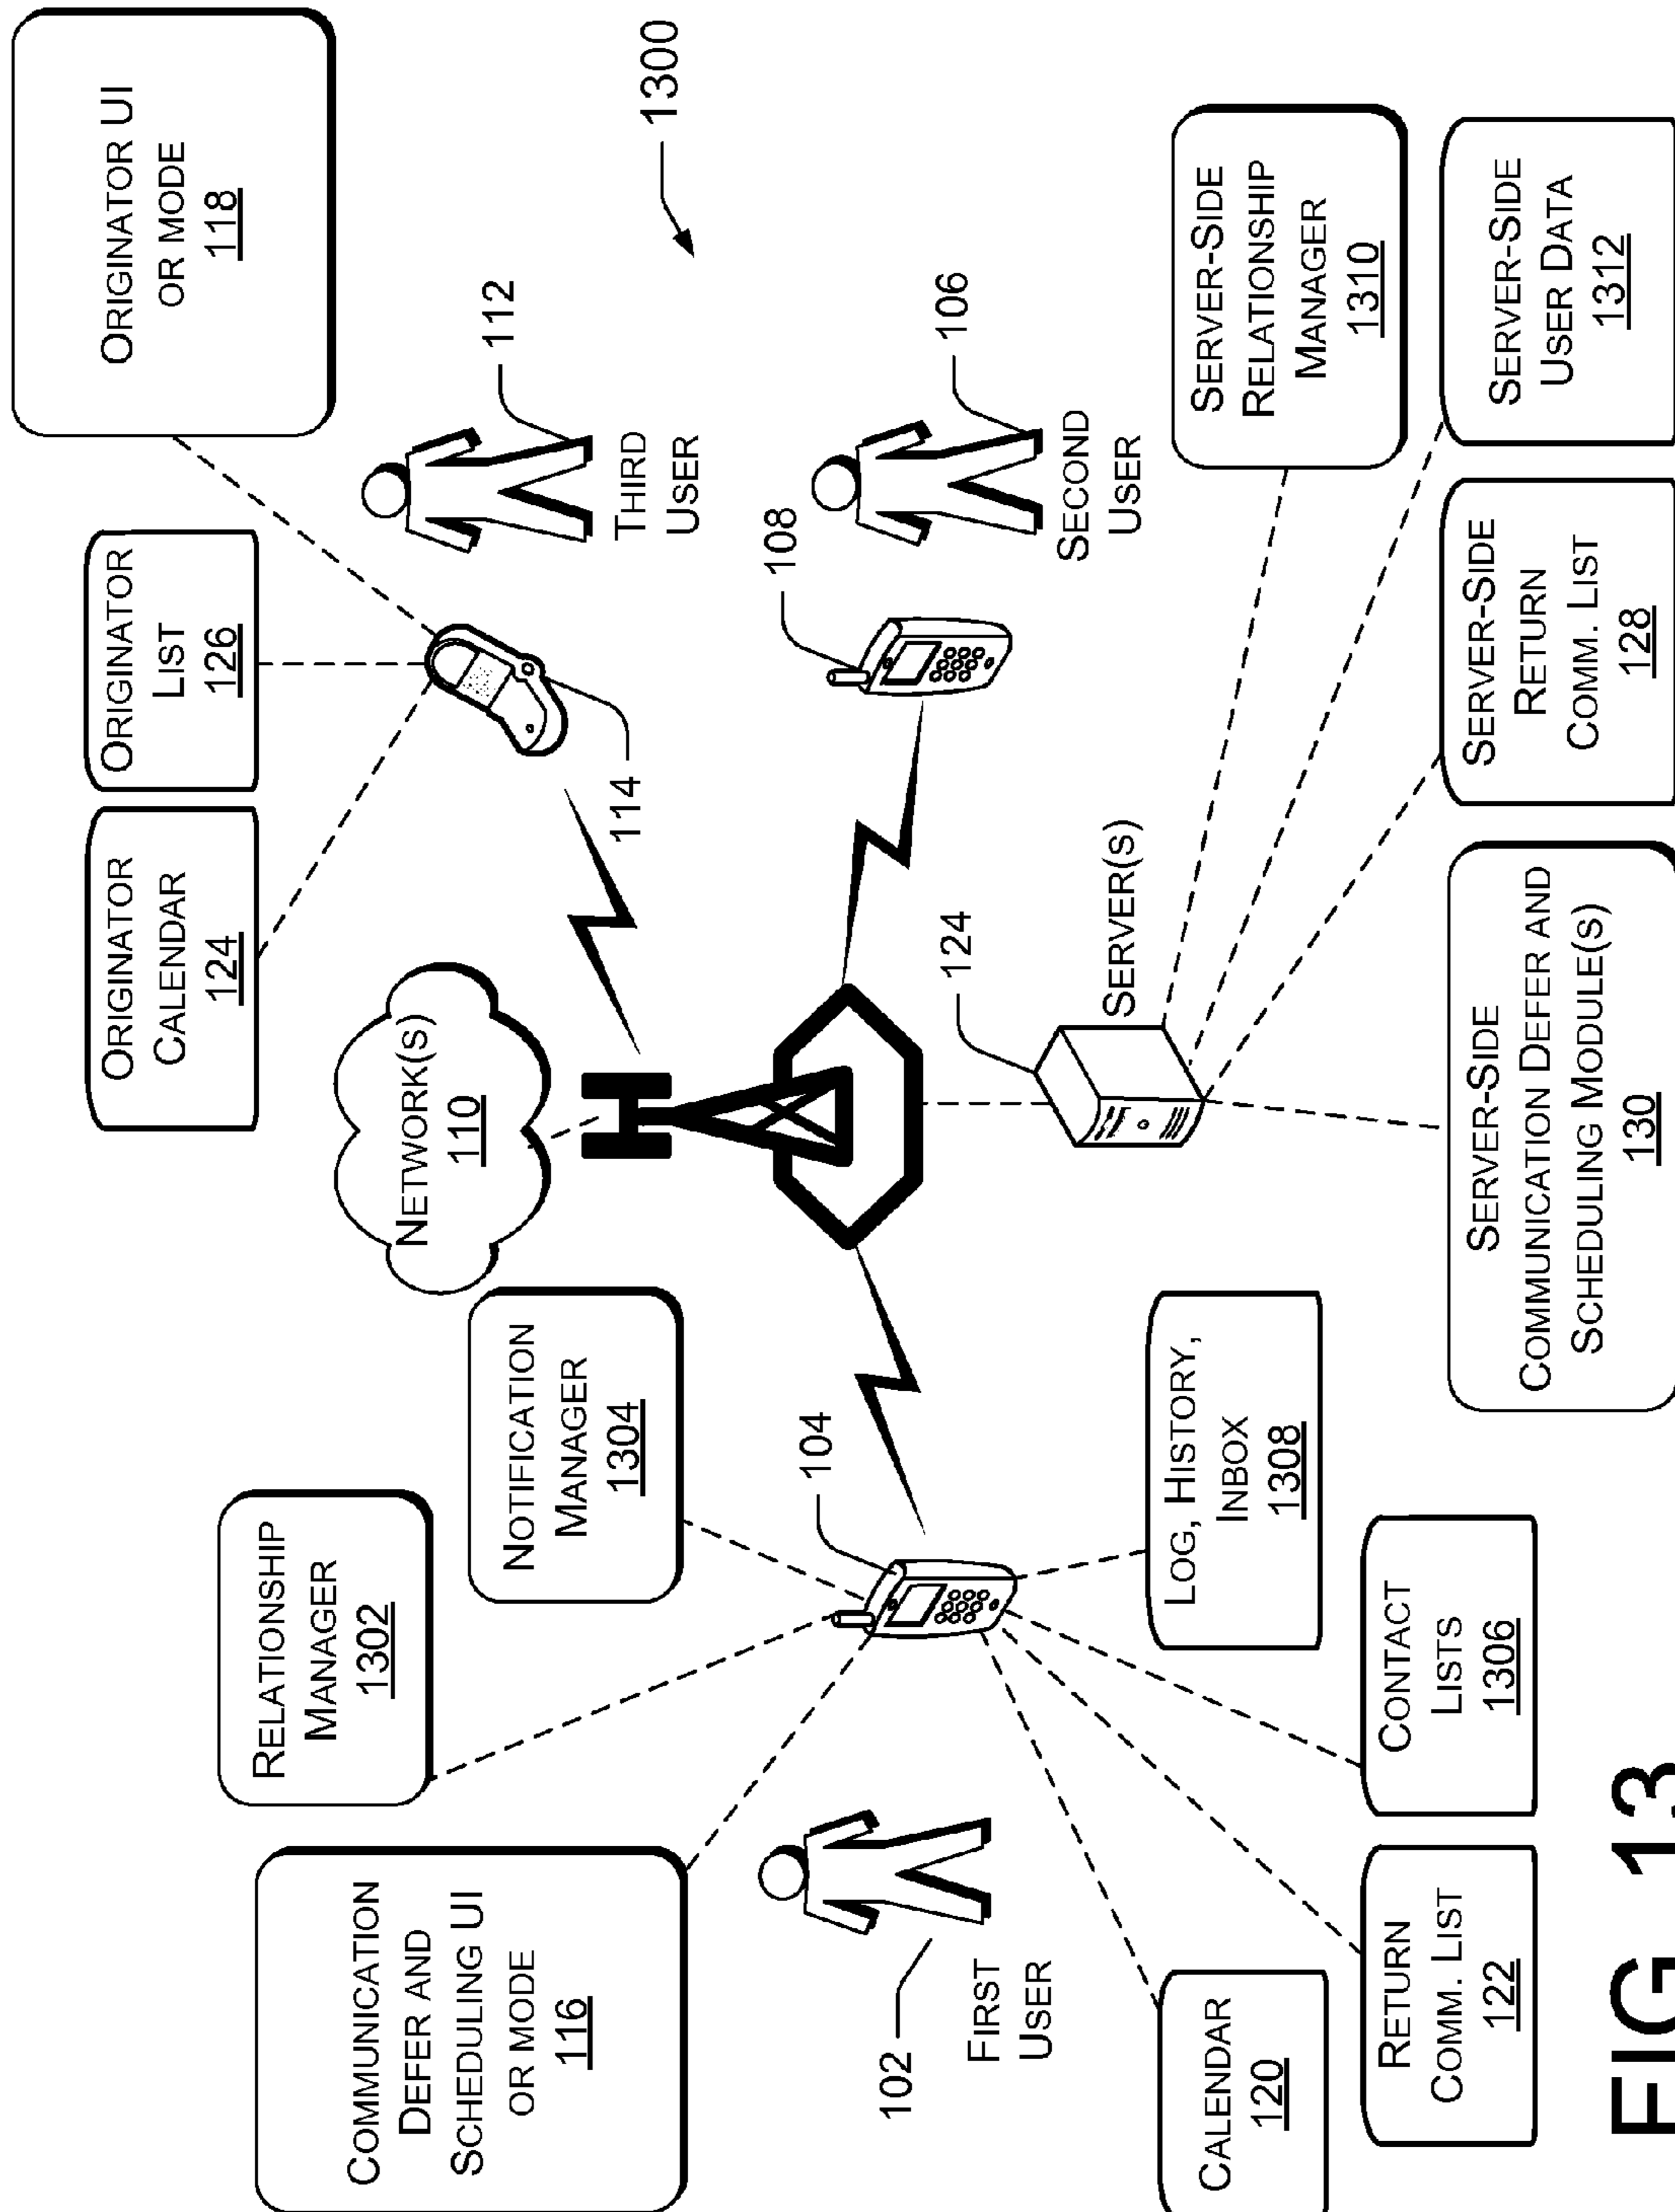 COMMUNICATION
DEFER AND
SCHEDULING UI
OR MODE
116
RELATIONSHIP
MANAGER
1302
NOTIFICATION
MANAGER
1304
NETWORK(S)
110
ORIGINATOR
CALENDAR
124
ORIGINATOR
LIST
126
ORIGINATOR UI
OR MODE
118
102
FIRST
USER
104
114
THIRD
USER
112
1300
108
SECOND
USER
106
CALENDAR
120
RETURN
COMM. LIST
122
CONTACT
LISTS
1306
LOG, HISTORY,
INBOX
1308
124
SERVER(S)
SERVER-SIDE
COMMUNICATION DEFER AND
SCHEDULING MODULE(S)
130
SERVER-SIDE
RETURN
COMM. LIST
128
SERVER-SIDE
RELATIONSHIP
MANAGER
1310
SERVER-SIDE
USER DATA
1312
FIG 13